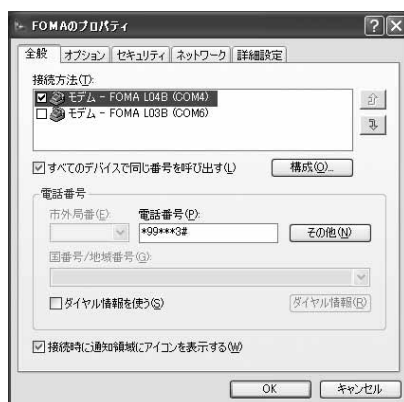 FOMAのプロパティ
全般 オプション セキュリティ ネットワーク 詳細設定
接続方法(T):
モデム - FOMA L04B (COM4)
モデム - FOMA L03B (COM6)
すべてのデバイスで同じ番号を呼び出す(L) 構成(O)...
電話番号
市外局番(E): 電話番号(P):
*99***3# その他(N)
国番号/地域番号(G):
ダイヤル情報を使う(S) ダイヤル情報(R)
接続時に通知領域にアイコンを表示する(W)
OK キャンセル